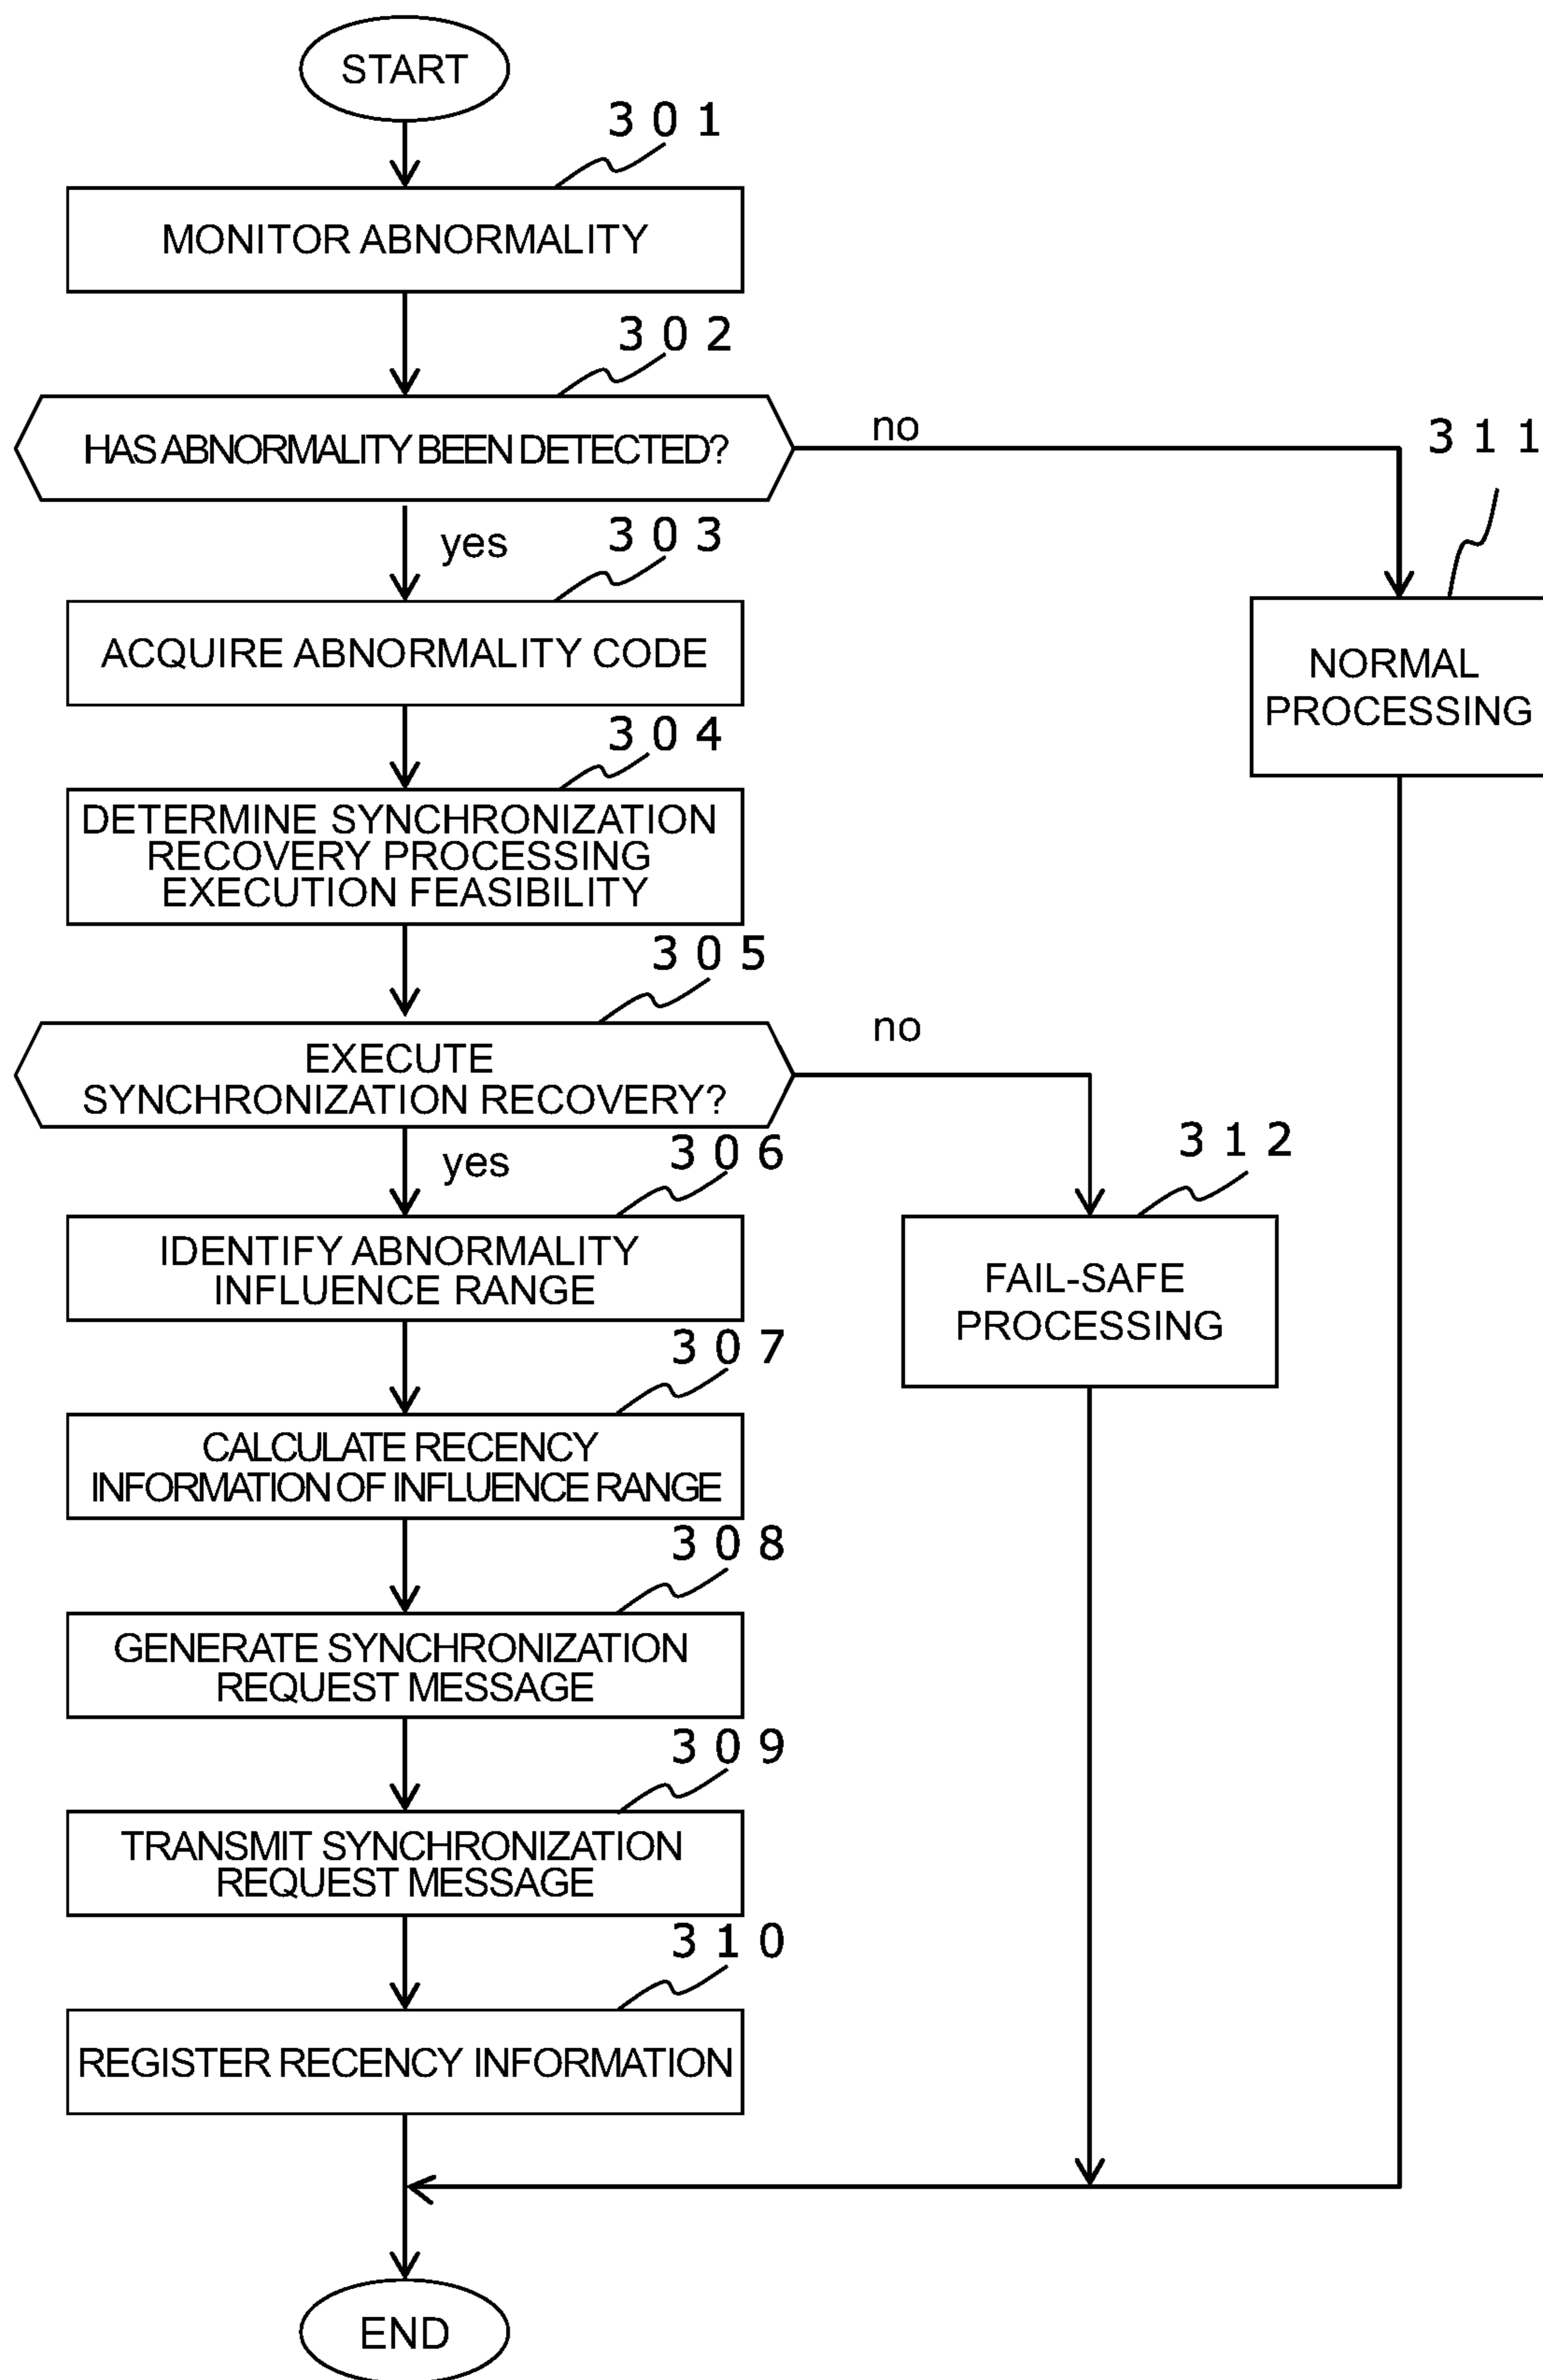 START
301
MONITOR ABNORMALITY
302
HAS ABNORMALITY BEEN DETECTED?
no
311
yes
303
ACQUIRE ABNORMALITY CODE
NORMAL
PROCESSING
304
DETERMINE SYNCHRONIZATION
RECOVERY PROCESSING
EXECUTION FEASIBILITY
305
EXECUTE
SYNCHRONIZATION RECOVERY?
no
312
yes
306
IDENTIFY ABNORMALITY
INFLUENCE RANGE
FAIL-SAFE
PROCESSING
307
CALCULATE RECENCY
INFORMATION OF INFLUENCE RANGE
308
GENERATE SYNCHRONIZATION
REQUEST MESSAGE
309
TRANSMIT SYNCHRONIZATION
REQUEST MESSAGE
310
REGISTER RECENCY INFORMATION
END